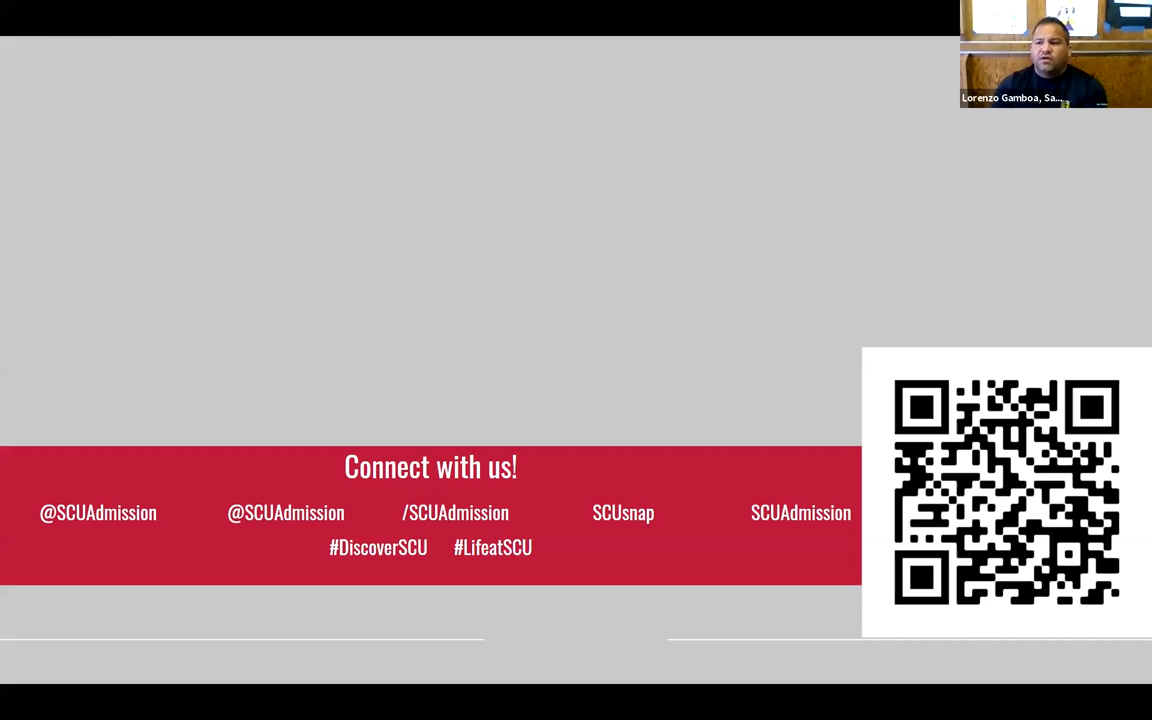 Lorenzo Gamboa, Sa...
Connect with us!
@SCUAdmission @SCUAdmission /SCUAdmission SCUsnap SCUAdmission
#DiscoverSCU #LifeatSCU